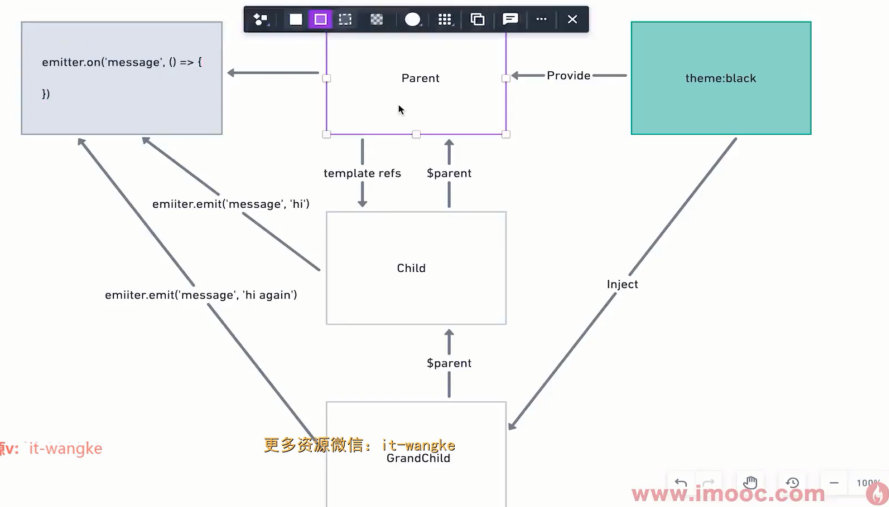 emitter.on('message', () => {
})
Parent
Provide
theme:black
template refs
$parent
emiiter.emit('message', 'hi')
Child
Inject
emiiter.emit('message', 'hi again')
$parent
源v: it-wangke
更多资源微信：it-wangke
GrandChild
100%
www.imooc.com